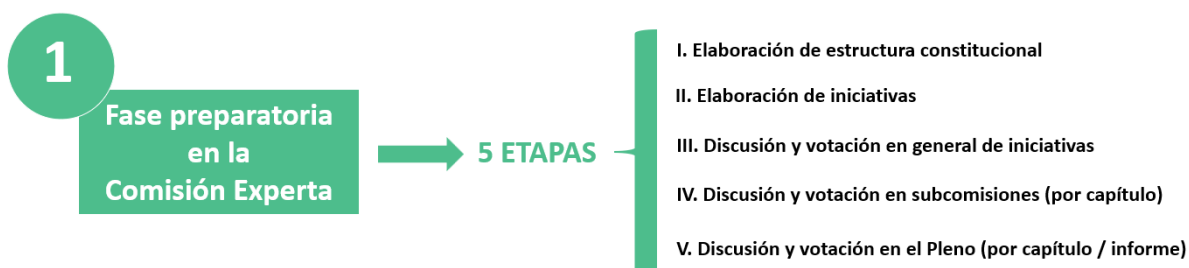 1
Fase preparatoria
en la
Comisión Experta
5 ETAPAS
I. Elaboración de estructura constitucional
II. Elaboración de iniciativas
III. Discusión y votación en general de iniciativas
IV. Discusión y votación en subcomisiones (por capítulo)
V. Discusión y votación en el Pleno (por capítulo / informe)